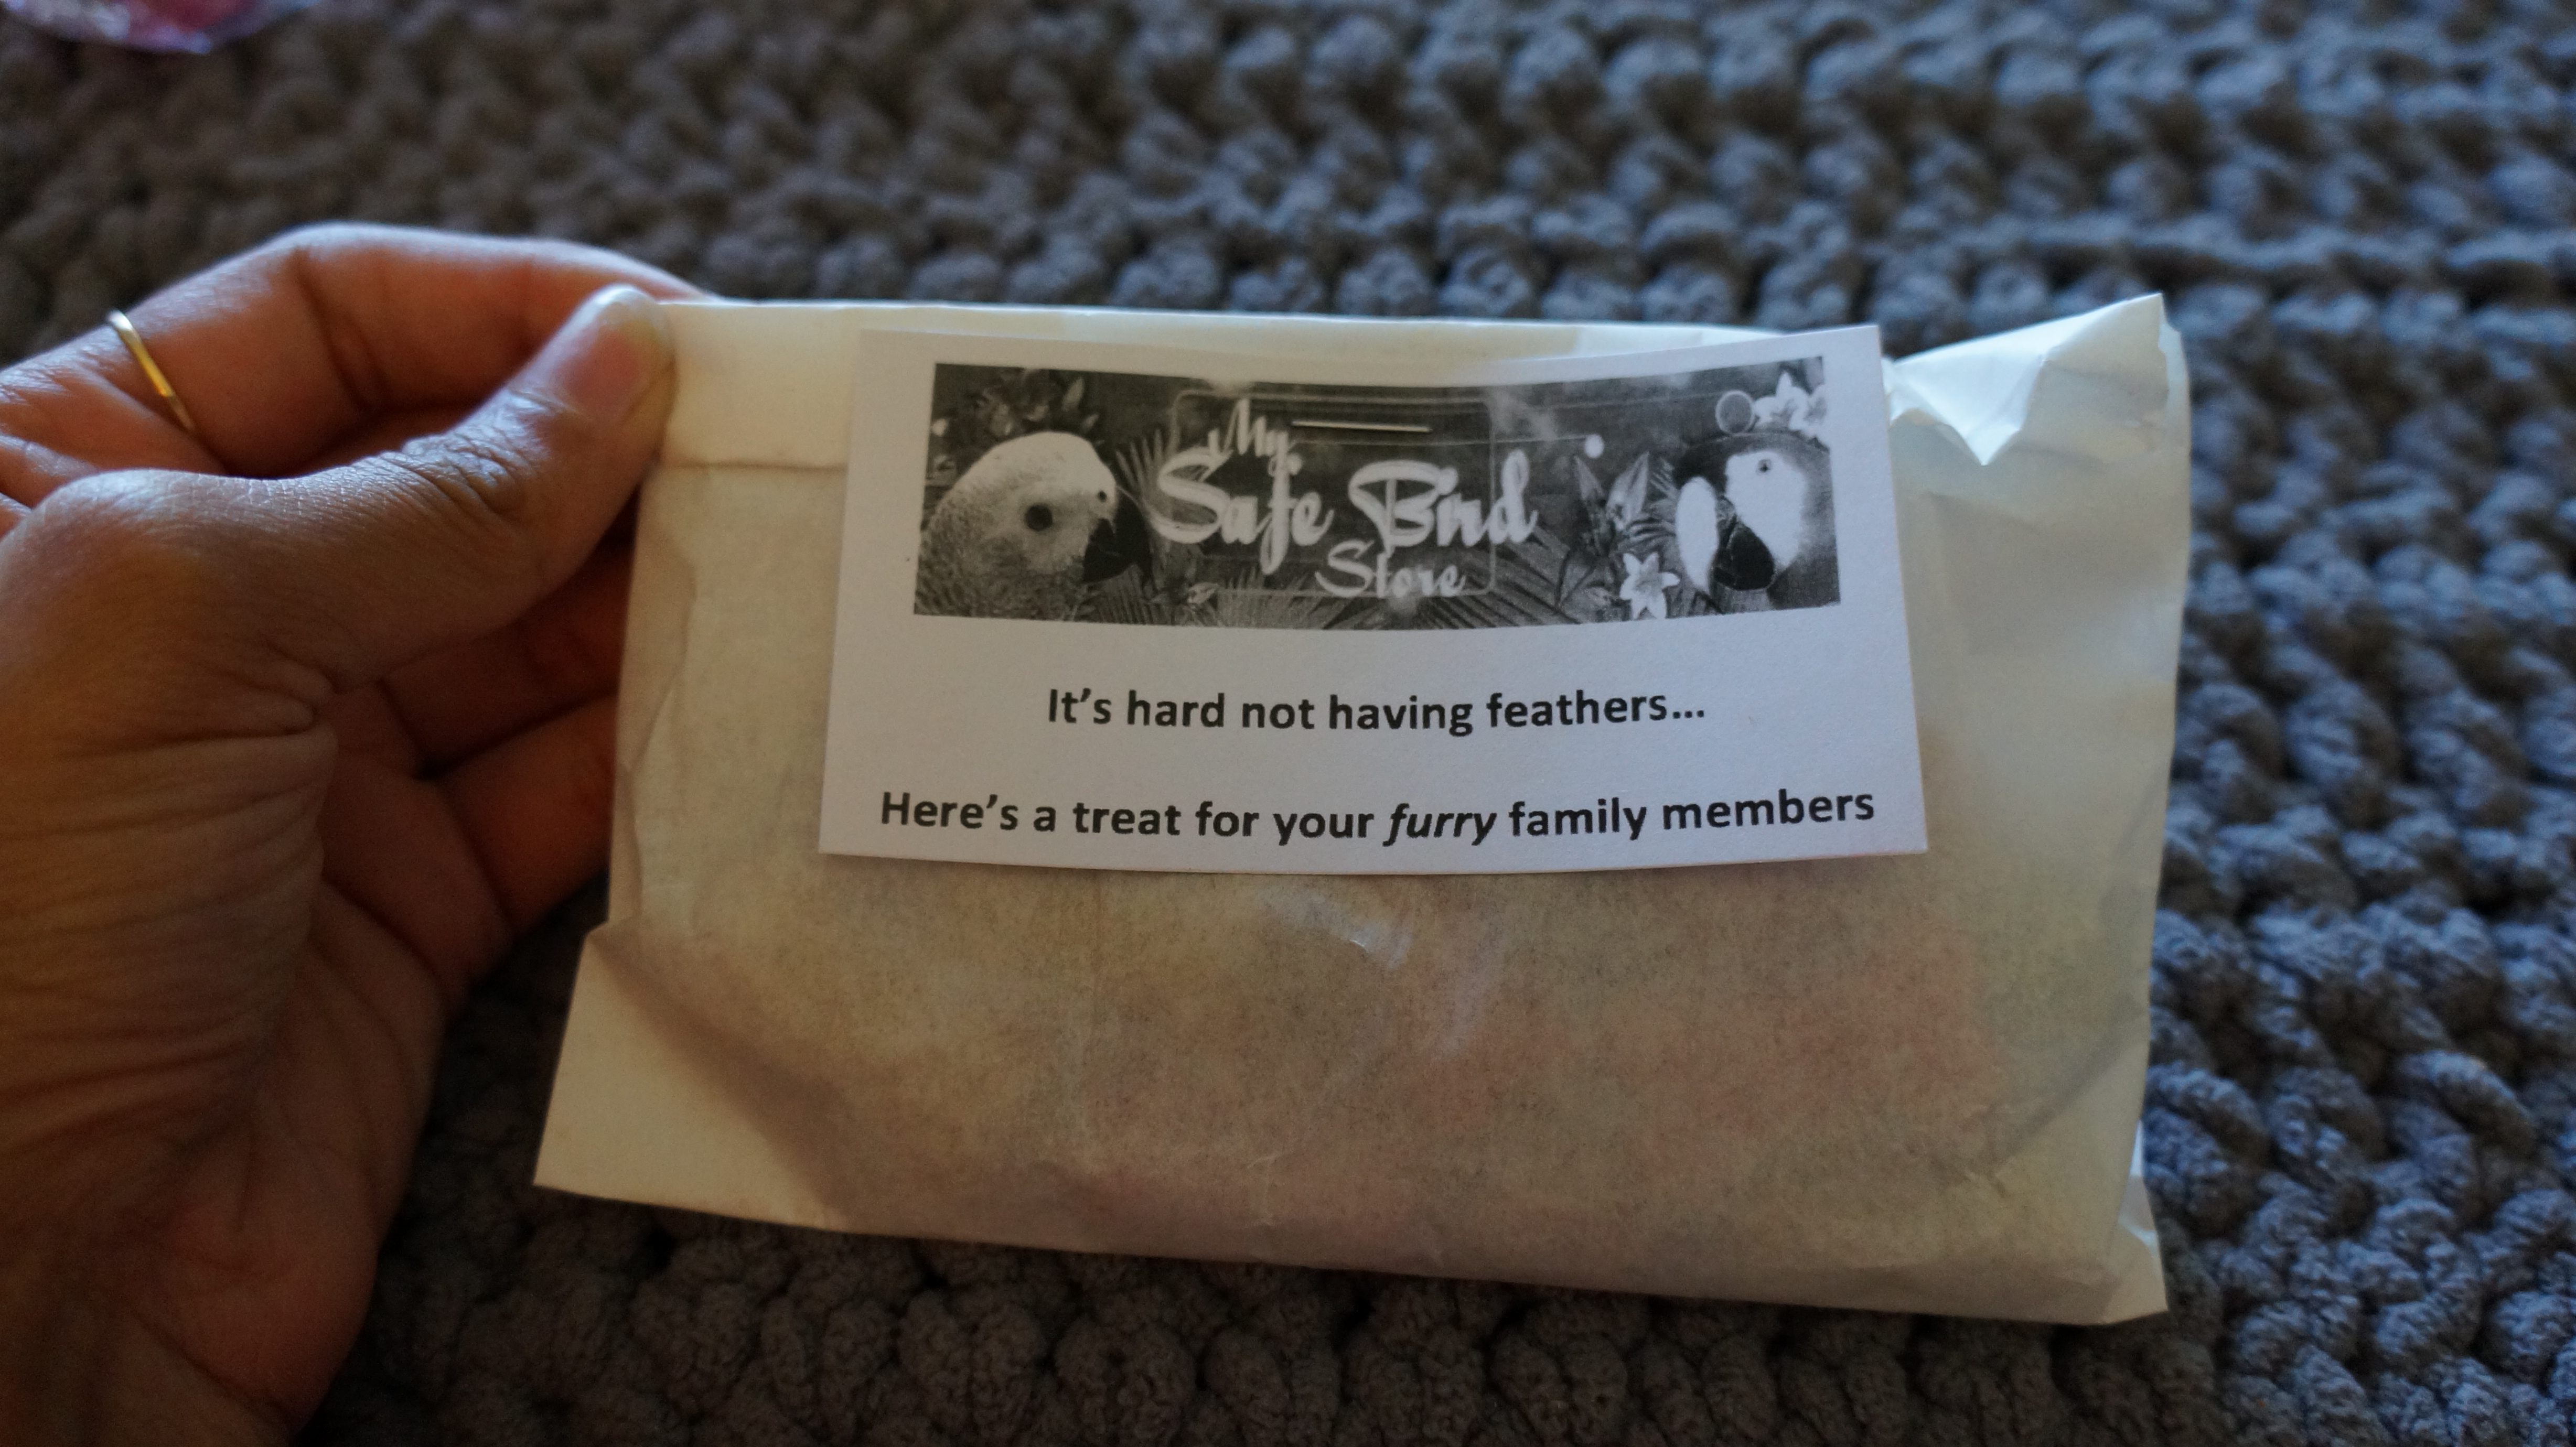 My
Safe Bird
Store
It's hard not having feathers...
Here's a treat for your furry family members